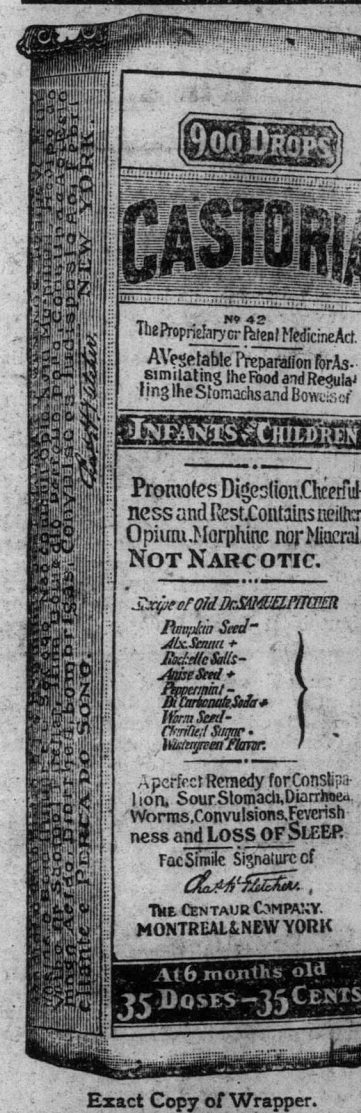 900 DROPS
CASTORIA
Nº 42
The Proprietary or Patent Medicine Act.
A Vegetable Preparation for As-
similating the Food and Regula-
ting the Stomachs and Bowels of
INFANTS & CHILDREN
Promotes Digestion. Cheerful-
ness and Rest. Contains neither
Opium. Morphine nor Mineral.
NOT NARCOTIC.
Recipe of Old Dr. SAMUEL PITCHER
Pumpkin Seed -
Alx. Senna +
Rochelle Salts -
Anise Seed +
Peppermint -
Bi Carbonate Soda +
Worm Seed -
Clarified Sugar •
Wintergreen Flavor.
A perfect Remedy for Constipa-
tion, Sour Stomach, Diarrhoea
Worms, Convulsions, Feverish-
ness and LOSS OF SLEEP.
Fac Simile Signature of
Chas H Fletcher.
THE CENTAUR COMPANY.
MONTREAL & NEW YORK
At 6 months old
35 DOSES – 35 CENTS
Chas H Fletcher. NEW YORK.
PERCA DO SONO.
Exact Copy of Wrapper.